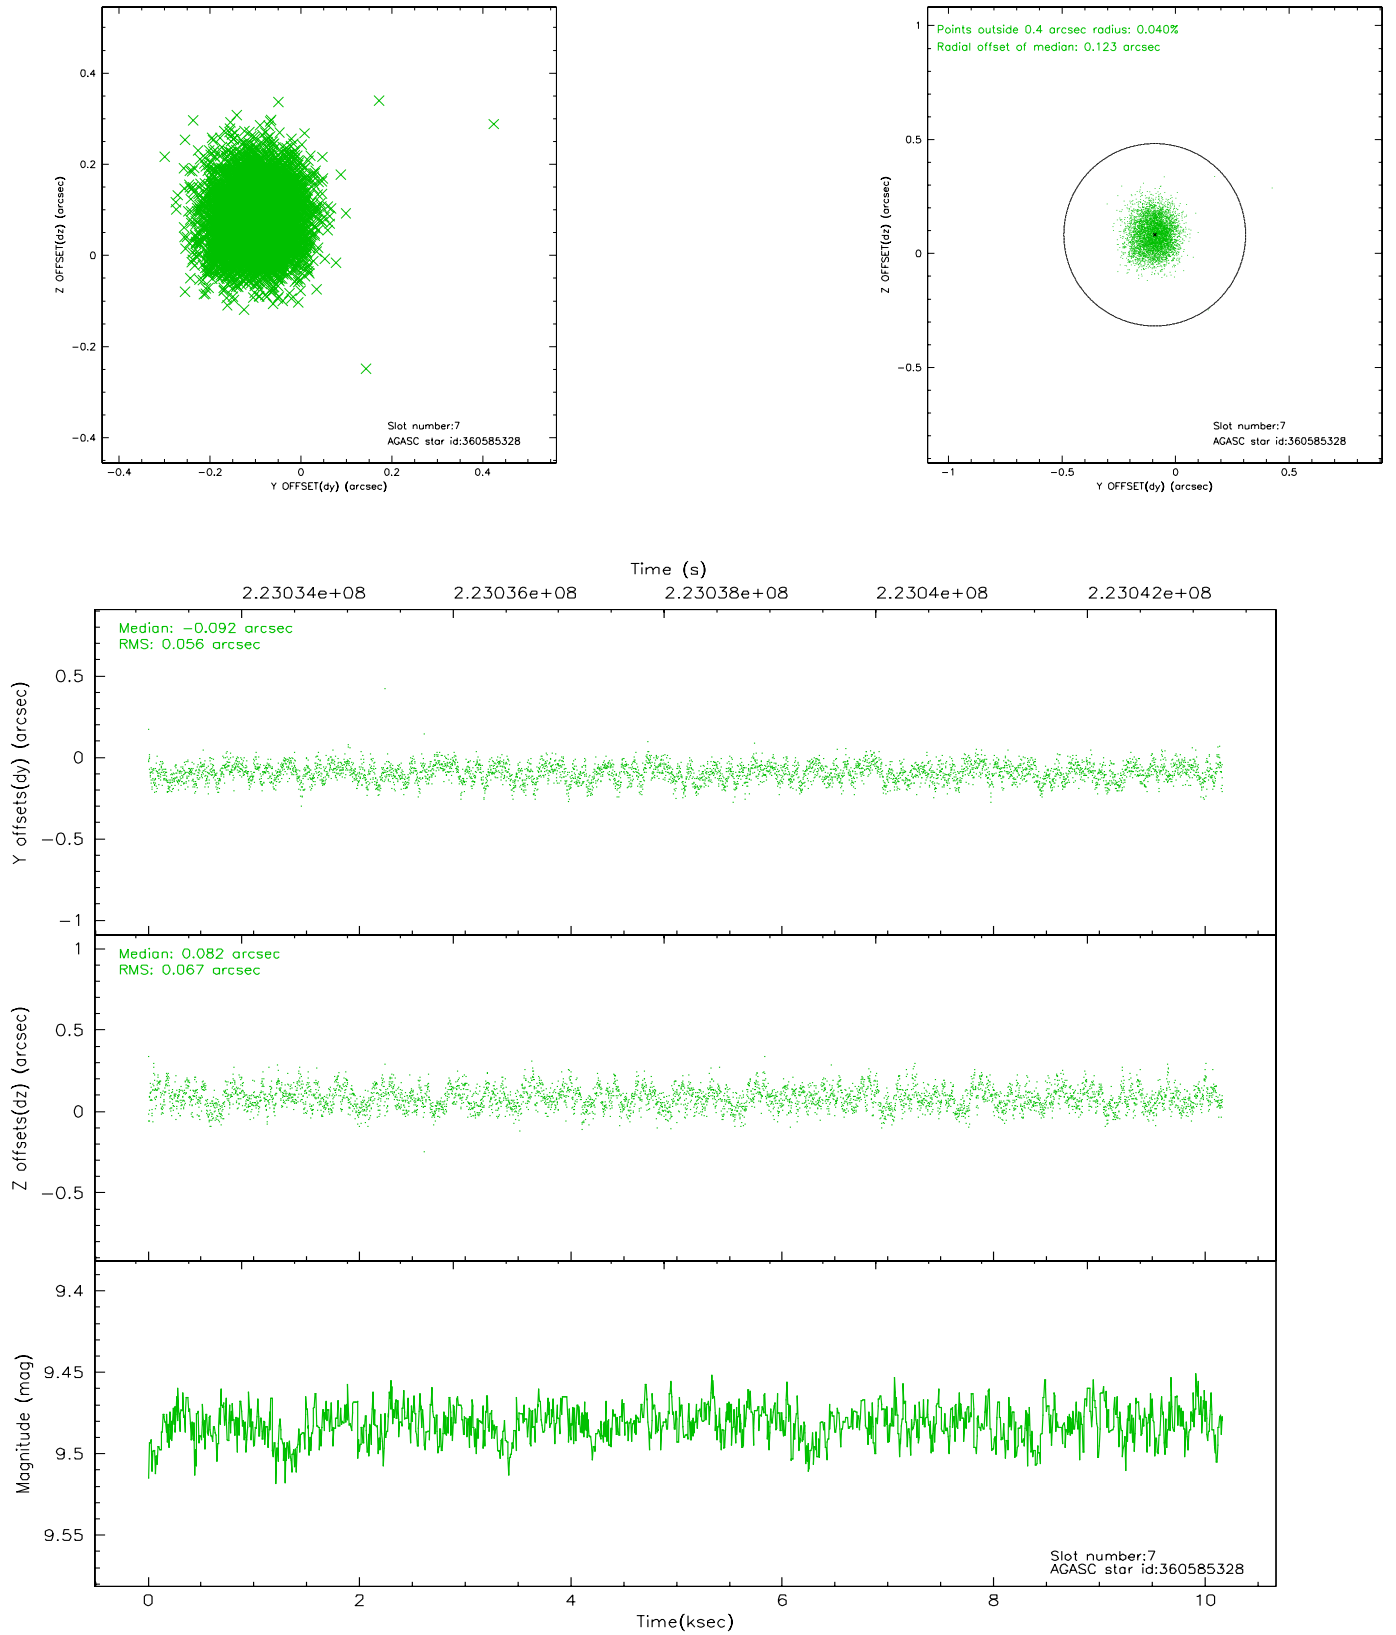 0.4
0.2
0
−0.2
−0.4
Z OFFSET(dz) (arcsec)
−0.4 −0.2 0 0.2 0.4
Y OFFSET(dy) (arcsec)
Slot number:7
AGASC star id:360585328
Points outside 0.4 arcsec radius: 0.040%
Radial offset of median: 0.123 arcsec
1
0.5
0
−0.5
Z OFFSET(dz) (arcsec)
−1 −0.5 0 0.5
Y OFFSET(dy) (arcsec)
Slot number:7
AGASC star id:360585328
Time (s)
2.23034e+08 2.23036e+08 2.23038e+08 2.2304e+08 2.23042e+08
Median: −0.092 arcsec
RMS: 0.056 arcsec
0.5
0
−0.5
−1
Y offsets(dy) (arcsec)
Median: 0.082 arcsec
RMS: 0.067 arcsec
1
0.5
0
−0.5
Z offsets(dz) (arcsec)
9.4
9.45
9.5
9.55
Magnitude (mag)
Slot number:7
AGASC star id:360585328
0 2 4 6 8 10
Time(ksec)